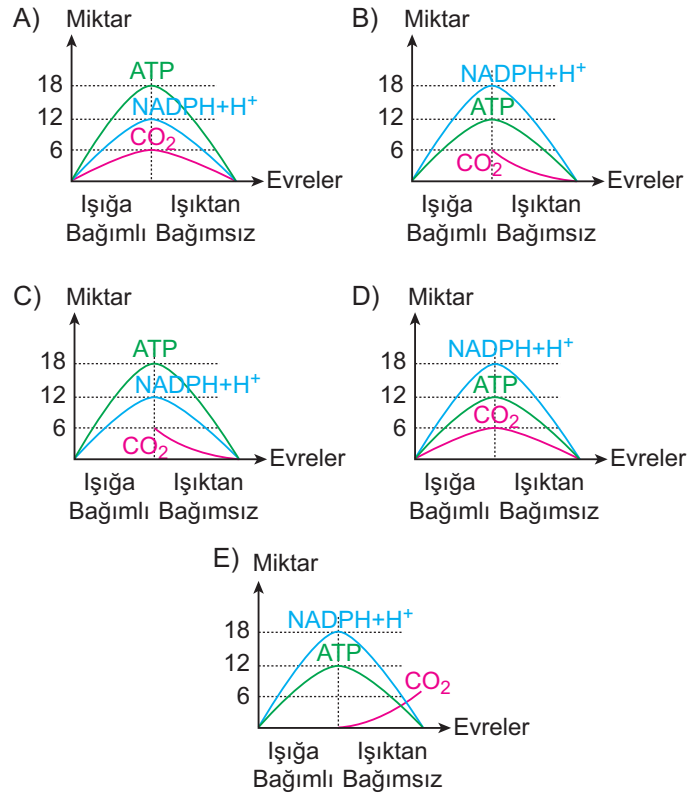 A) Miktar
18
12
6
ATP
NADPH+H⁺
CO₂
Evreler
Işığa Işıktan
Bağımlı Bağımsız
B) Miktar
18
12
6
NADPH+H⁺
ATP
CO₂
Evreler
Işığa Işıktan
Bağımlı Bağımsız
C) Miktar
18
12
6
ATP
NADPH+H⁺
CO₂
Evreler
Işığa Işıktan
Bağımlı Bağımsız
D) Miktar
18
12
6
NADPH+H⁺
ATP
CO₂
Evreler
Işığa Işıktan
Bağımlı Bağımsız
E) Miktar
18
12
6
NADPH+H⁺
ATP
CO₂
Evreler
Işığa Işıktan
Bağımlı Bağımsız